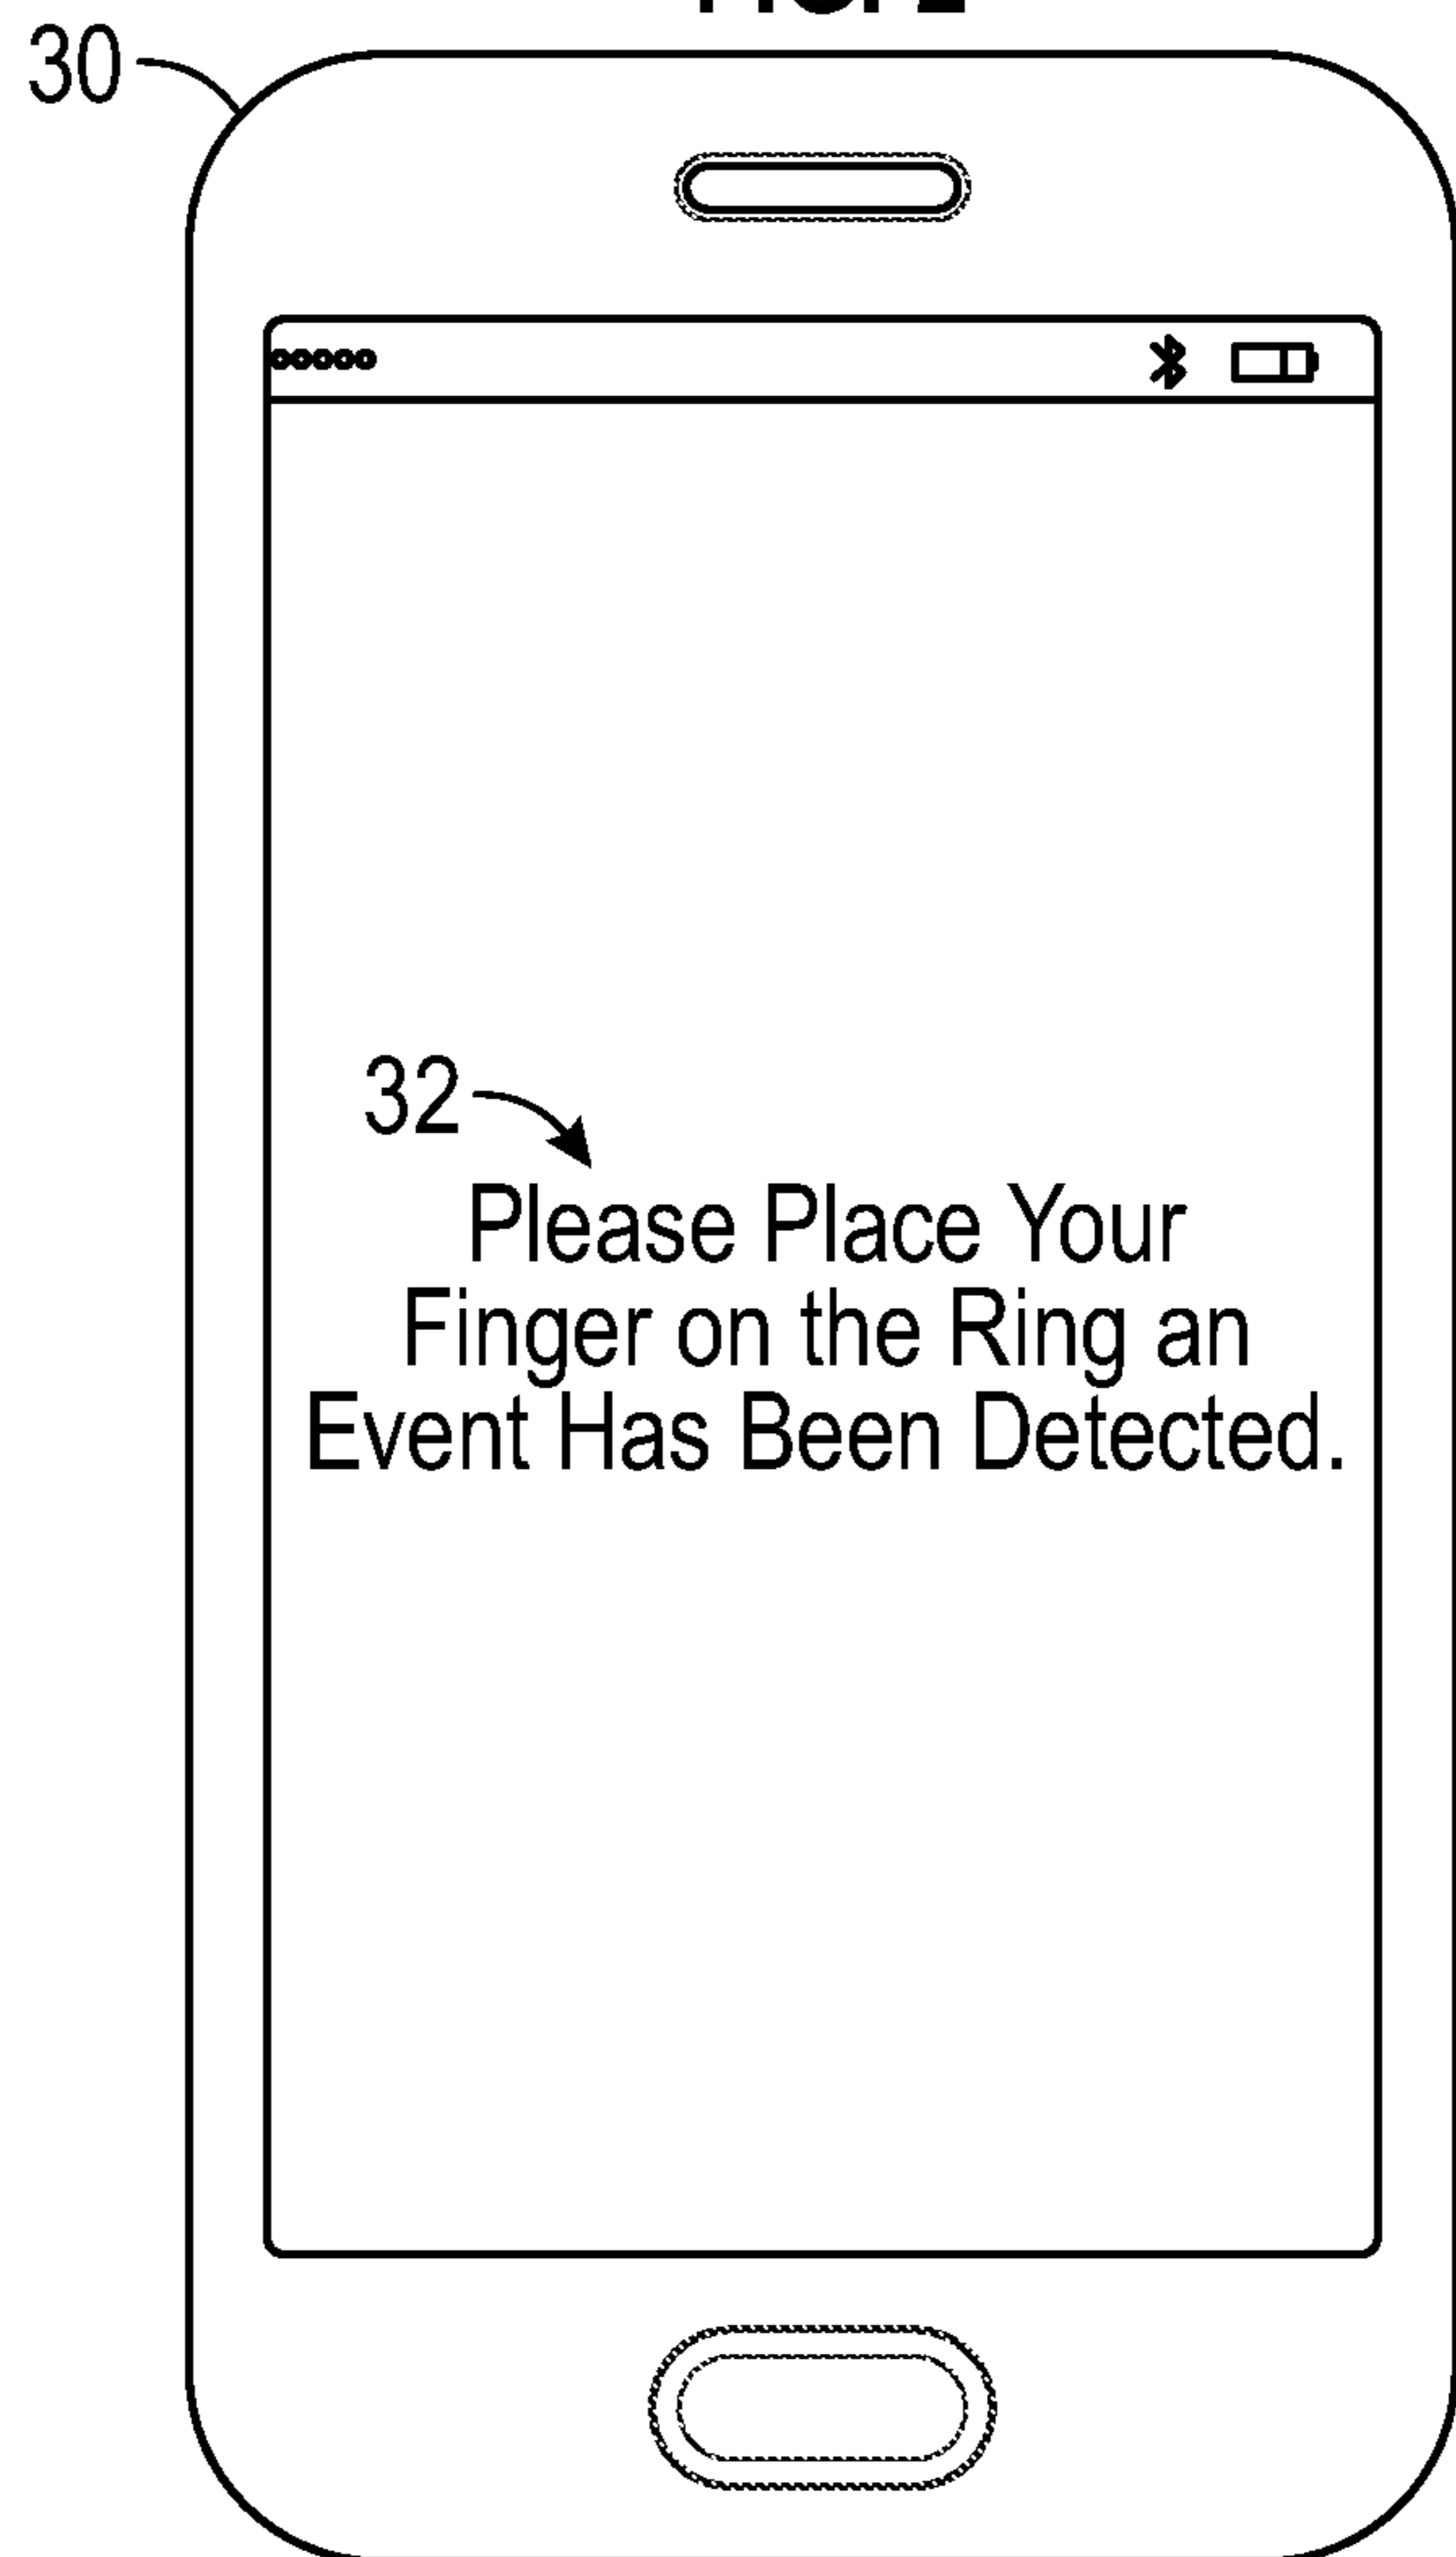 30
32
Please Place Your
Finger on the Ring an
Event Has Been Detected.